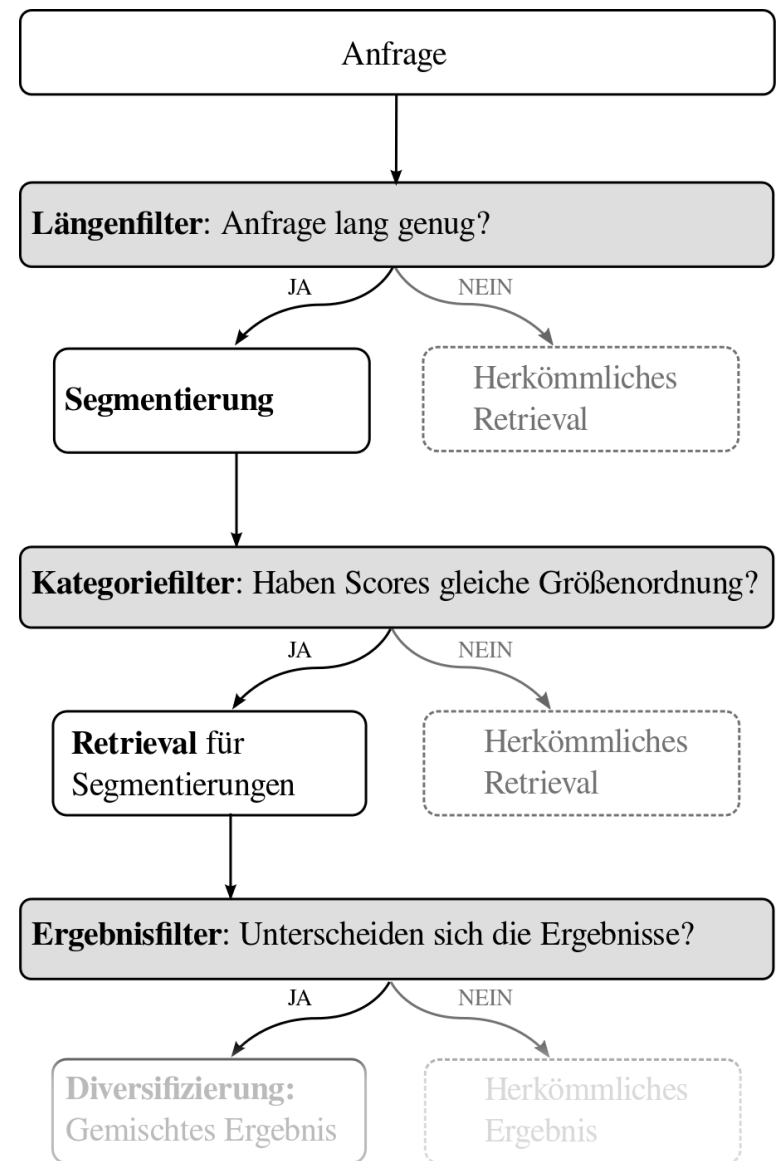 Anfrage
Längenfilter: Anfrage lang genug?
JA
NEIN
Segmentierung
Herkömmliches
Retrieval
Kategoriefilter: Haben Scores gleiche Größenordnung?
JA
NEIN
Retrieval für
Segmentierungen
Herkömmliches
Retrieval
Ergebnisfilter: Unterscheiden sich die Ergebnisse?
JA
NEIN
Diversifizierung:
Gemischtes Ergebnis
Herkömmliches
Ergebnis